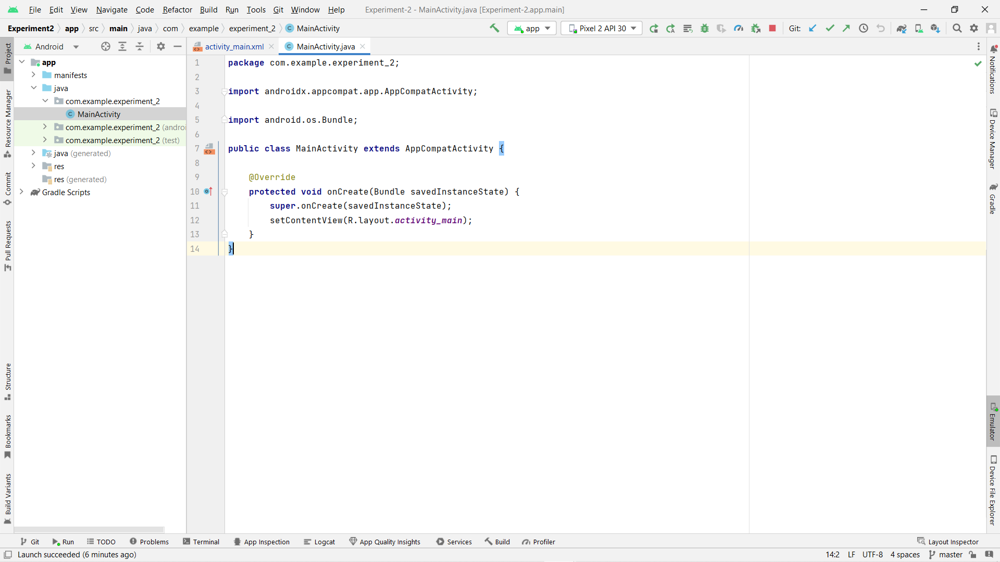 File Edit View Navigate Code Refactor Build Run Tools Git Window Help Experiment-2 - MainActivity.java [Experiment-2.app.main]
Experiment2 app src main java com example experiment_2 C MainActivity app Pixel 2 API 30 Git:
Project
Resource Manager
Commit
Pull Requests
Structure
Bookmarks
Build Variants
Android
app
manifests
java
com.example.experiment_2
C MainActivity
com.example.experiment_2 (androi
com.example.experiment_2 (test)
java (generated)
res
res (generated)
Gradle Scripts
activity_main.xml C MainActivity.java
1 package com.example.experiment_2;
2
3 import androidx.appcompat.app.AppCompatActivity;
4
5 import android.os.Bundle;
6
7 public class MainActivity extends AppCompatActivity {
8
9 @Override
10 protected void onCreate(Bundle savedInstanceState) {
11 super.onCreate(savedInstanceState);
12 setContentView(R.layout.activity_main);
13 }
14 }
Notifications
Device Manager
Gradle
Emulator
Device File Explorer
Git Run TODO Problems Terminal App Inspection Logcat App Quality Insights Services Build Profiler Layout Inspector
Launch succeeded (6 minutes ago) 14:2 LF UTF-8 4 spaces master